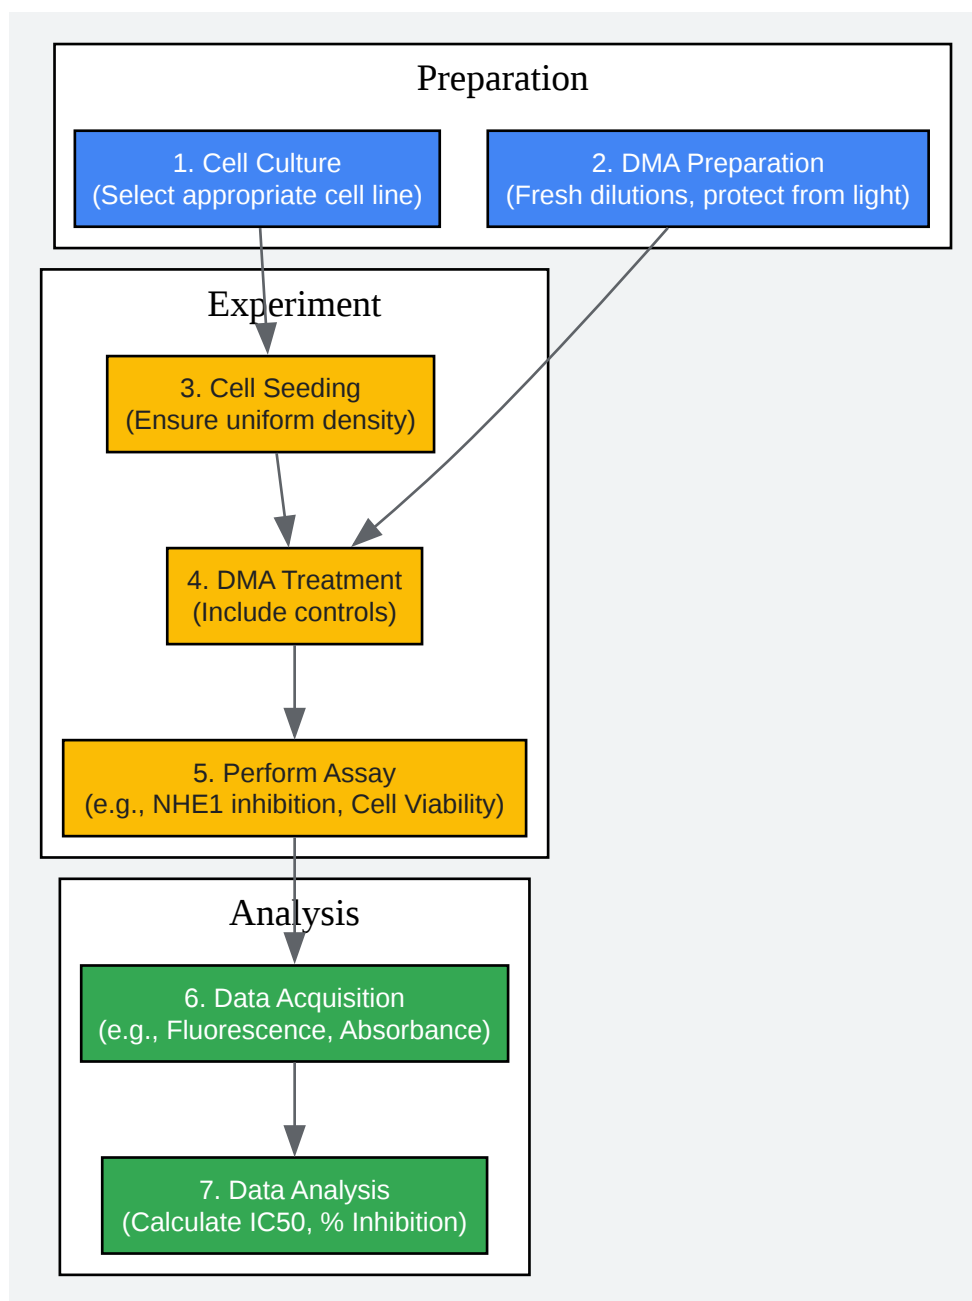 Preparation
1. Cell Culture
(Select appropriate cell line)
2. DMA Preparation
(Fresh dilutions, protect from light)
Experiment
3. Cell Seeding
(Ensure uniform density)
4. DMA Treatment
(Include controls)
5. Perform Assay
(e.g., NHE1 inhibition, Cell Viability)
Analysis
6. Data Acquisition
(e.g., Fluorescence, Absorbance)
7. Data Analysis
(Calculate IC50, % Inhibition)